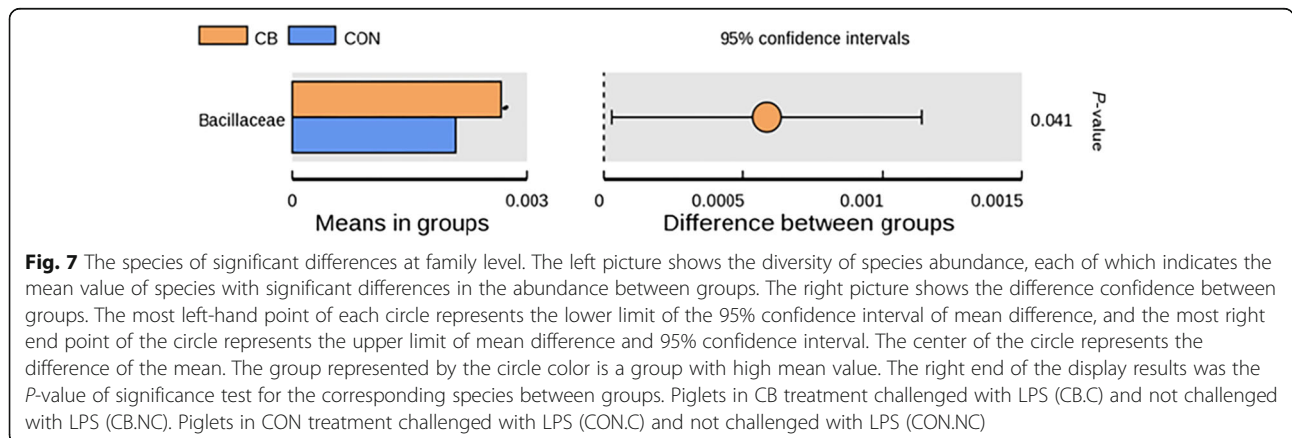 CB CON 95% confidence intervals
Bacillaceae 0.041 P-value
0 0.003 0 0.0005 0.001 0.0015
Means in groups Difference between groups
Fig. 7 The species of significant differences at family level. The left picture shows the diversity of species abundance, each of which indicates the
mean value of species with significant differences in the abundance between groups. The right picture shows the difference confidence between
groups. The most left-hand point of each circle represents the lower limit of the 95% confidence interval of mean difference, and the most right
end point of the circle represents the upper limit of mean difference and 95% confidence interval. The center of the circle represents the
difference of the mean. The group represented by the circle color is a group with high mean value. The right end of the display results was the
P-value of significance test for the corresponding species between groups. Piglets in CB treatment challenged with LPS (CB.C) and not challenged
with LPS (CB.NC). Piglets in CON treatment challenged with LPS (CON.C) and not challenged with LPS (CON.NC)